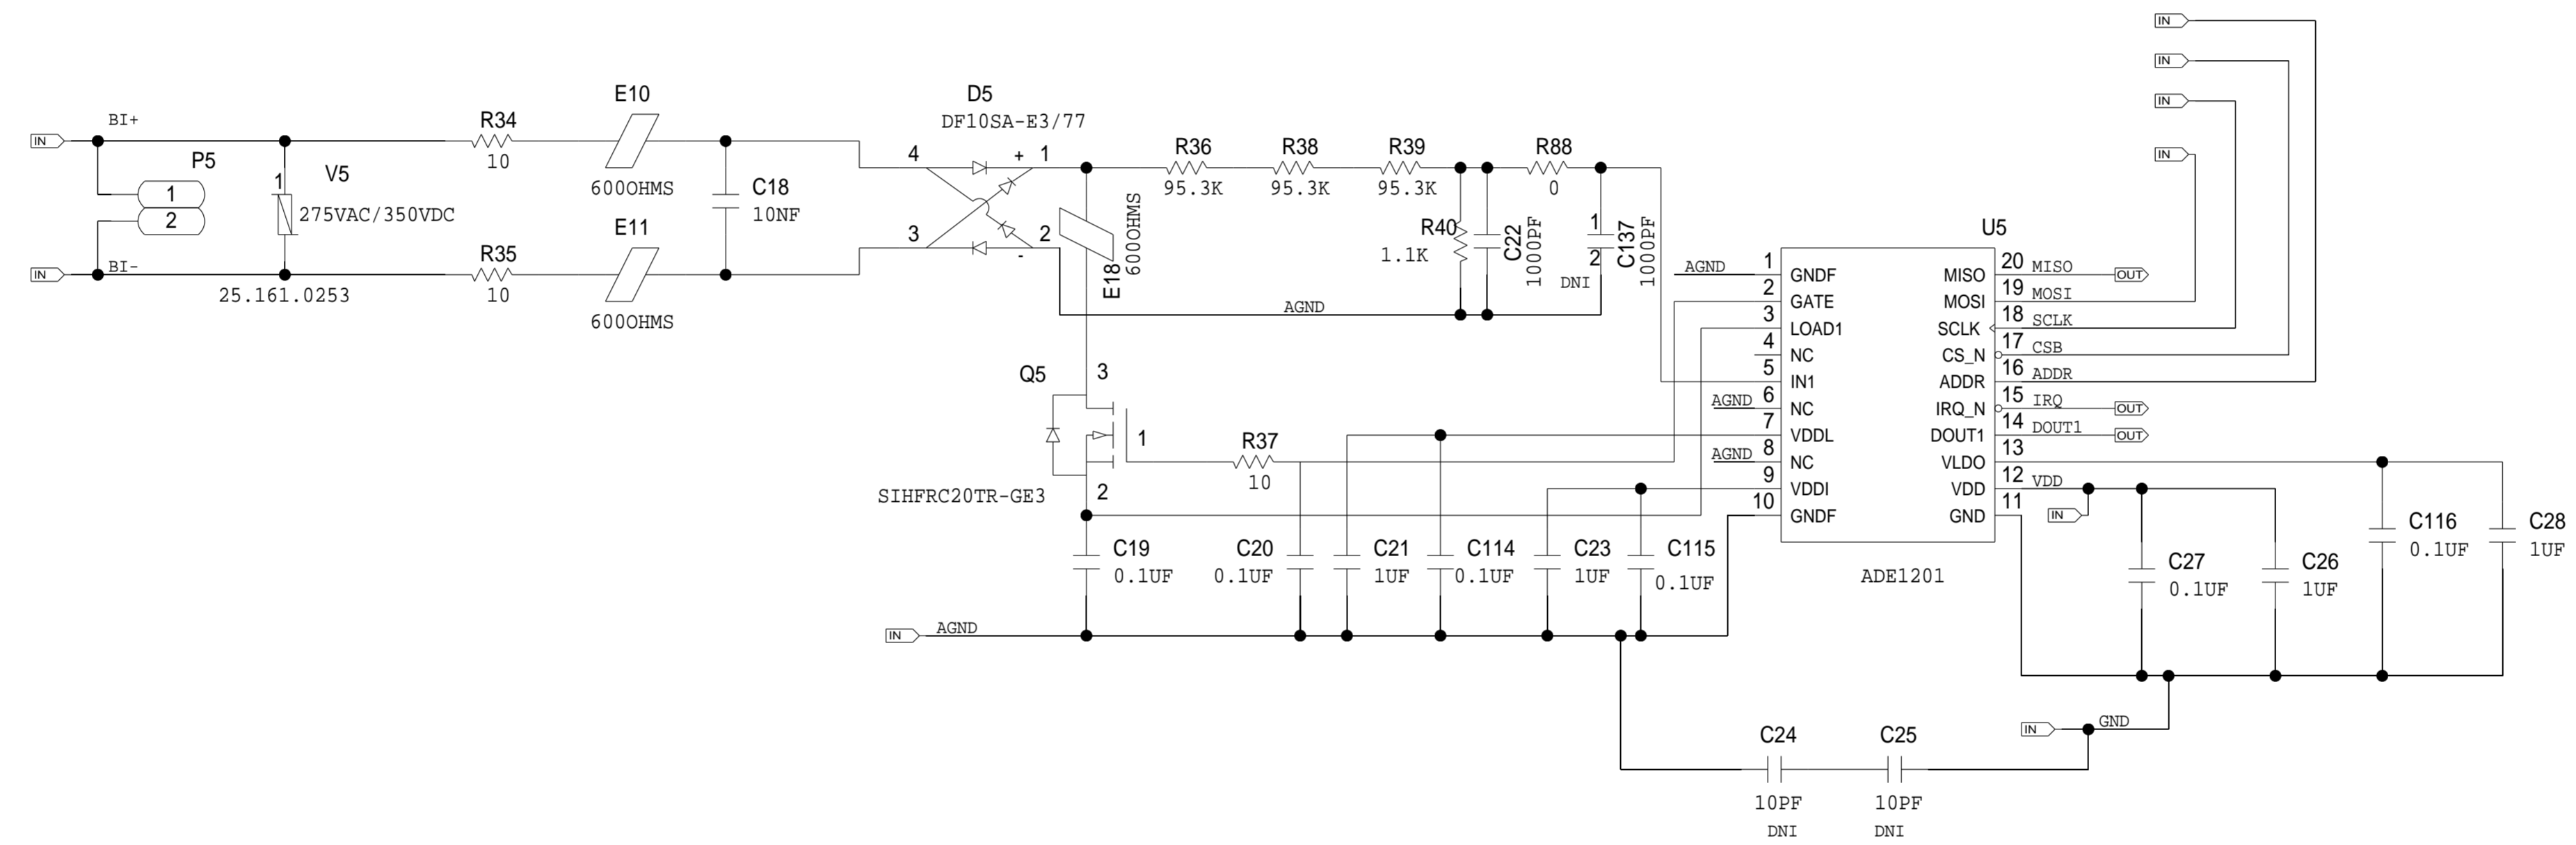 IN
IN
IN
IN
E10
D5
DF10SA-E3/77
BI+
R34
10
IN
P5
1
2
V5
1
275VAC/350VDC
600OHMS
C18
10NF
4
+
1
R36
95.3K
R38
95.3K
R39
95.3K
R88
0
E11
3
2
-
E18
600OHMS
R40
1.1K
C22
1000PF
1
2
C137
1000PF
DNI
IN
BI-
25.161.0253
R35
10
600OHMS
AGND
U5
AGND
1
GNDF
2
GATE
3
LOAD1
4
NC
5
IN1
AGND
6
NC
7
VDDL
AGND
8
NC
9
VDDI
10
GNDF
MISO
20
MISO
OUT
MOSI
19
MOSI
SCLK
18
SCLK
CS_N
17
CSB
ADDR
16
ADDR
IRQ_N
15
IRQ
OUT
DOUT1
14
DOUT1
OUT
VLDO
13
VDD
12
VDD
GND
11
IN
ADE1201
Q5
3
1
2
SIHFRC20TR-GE3
R37
10
C19
0.1UF
C20
0.1UF
C21
1UF
C114
0.1UF
C23
1UF
C115
0.1UF
C27
0.1UF
C26
1UF
C116
0.1UF
C28
1UF
IN
AGND
IN
GND
C24
10PF
DNI
C25
10PF
DNI